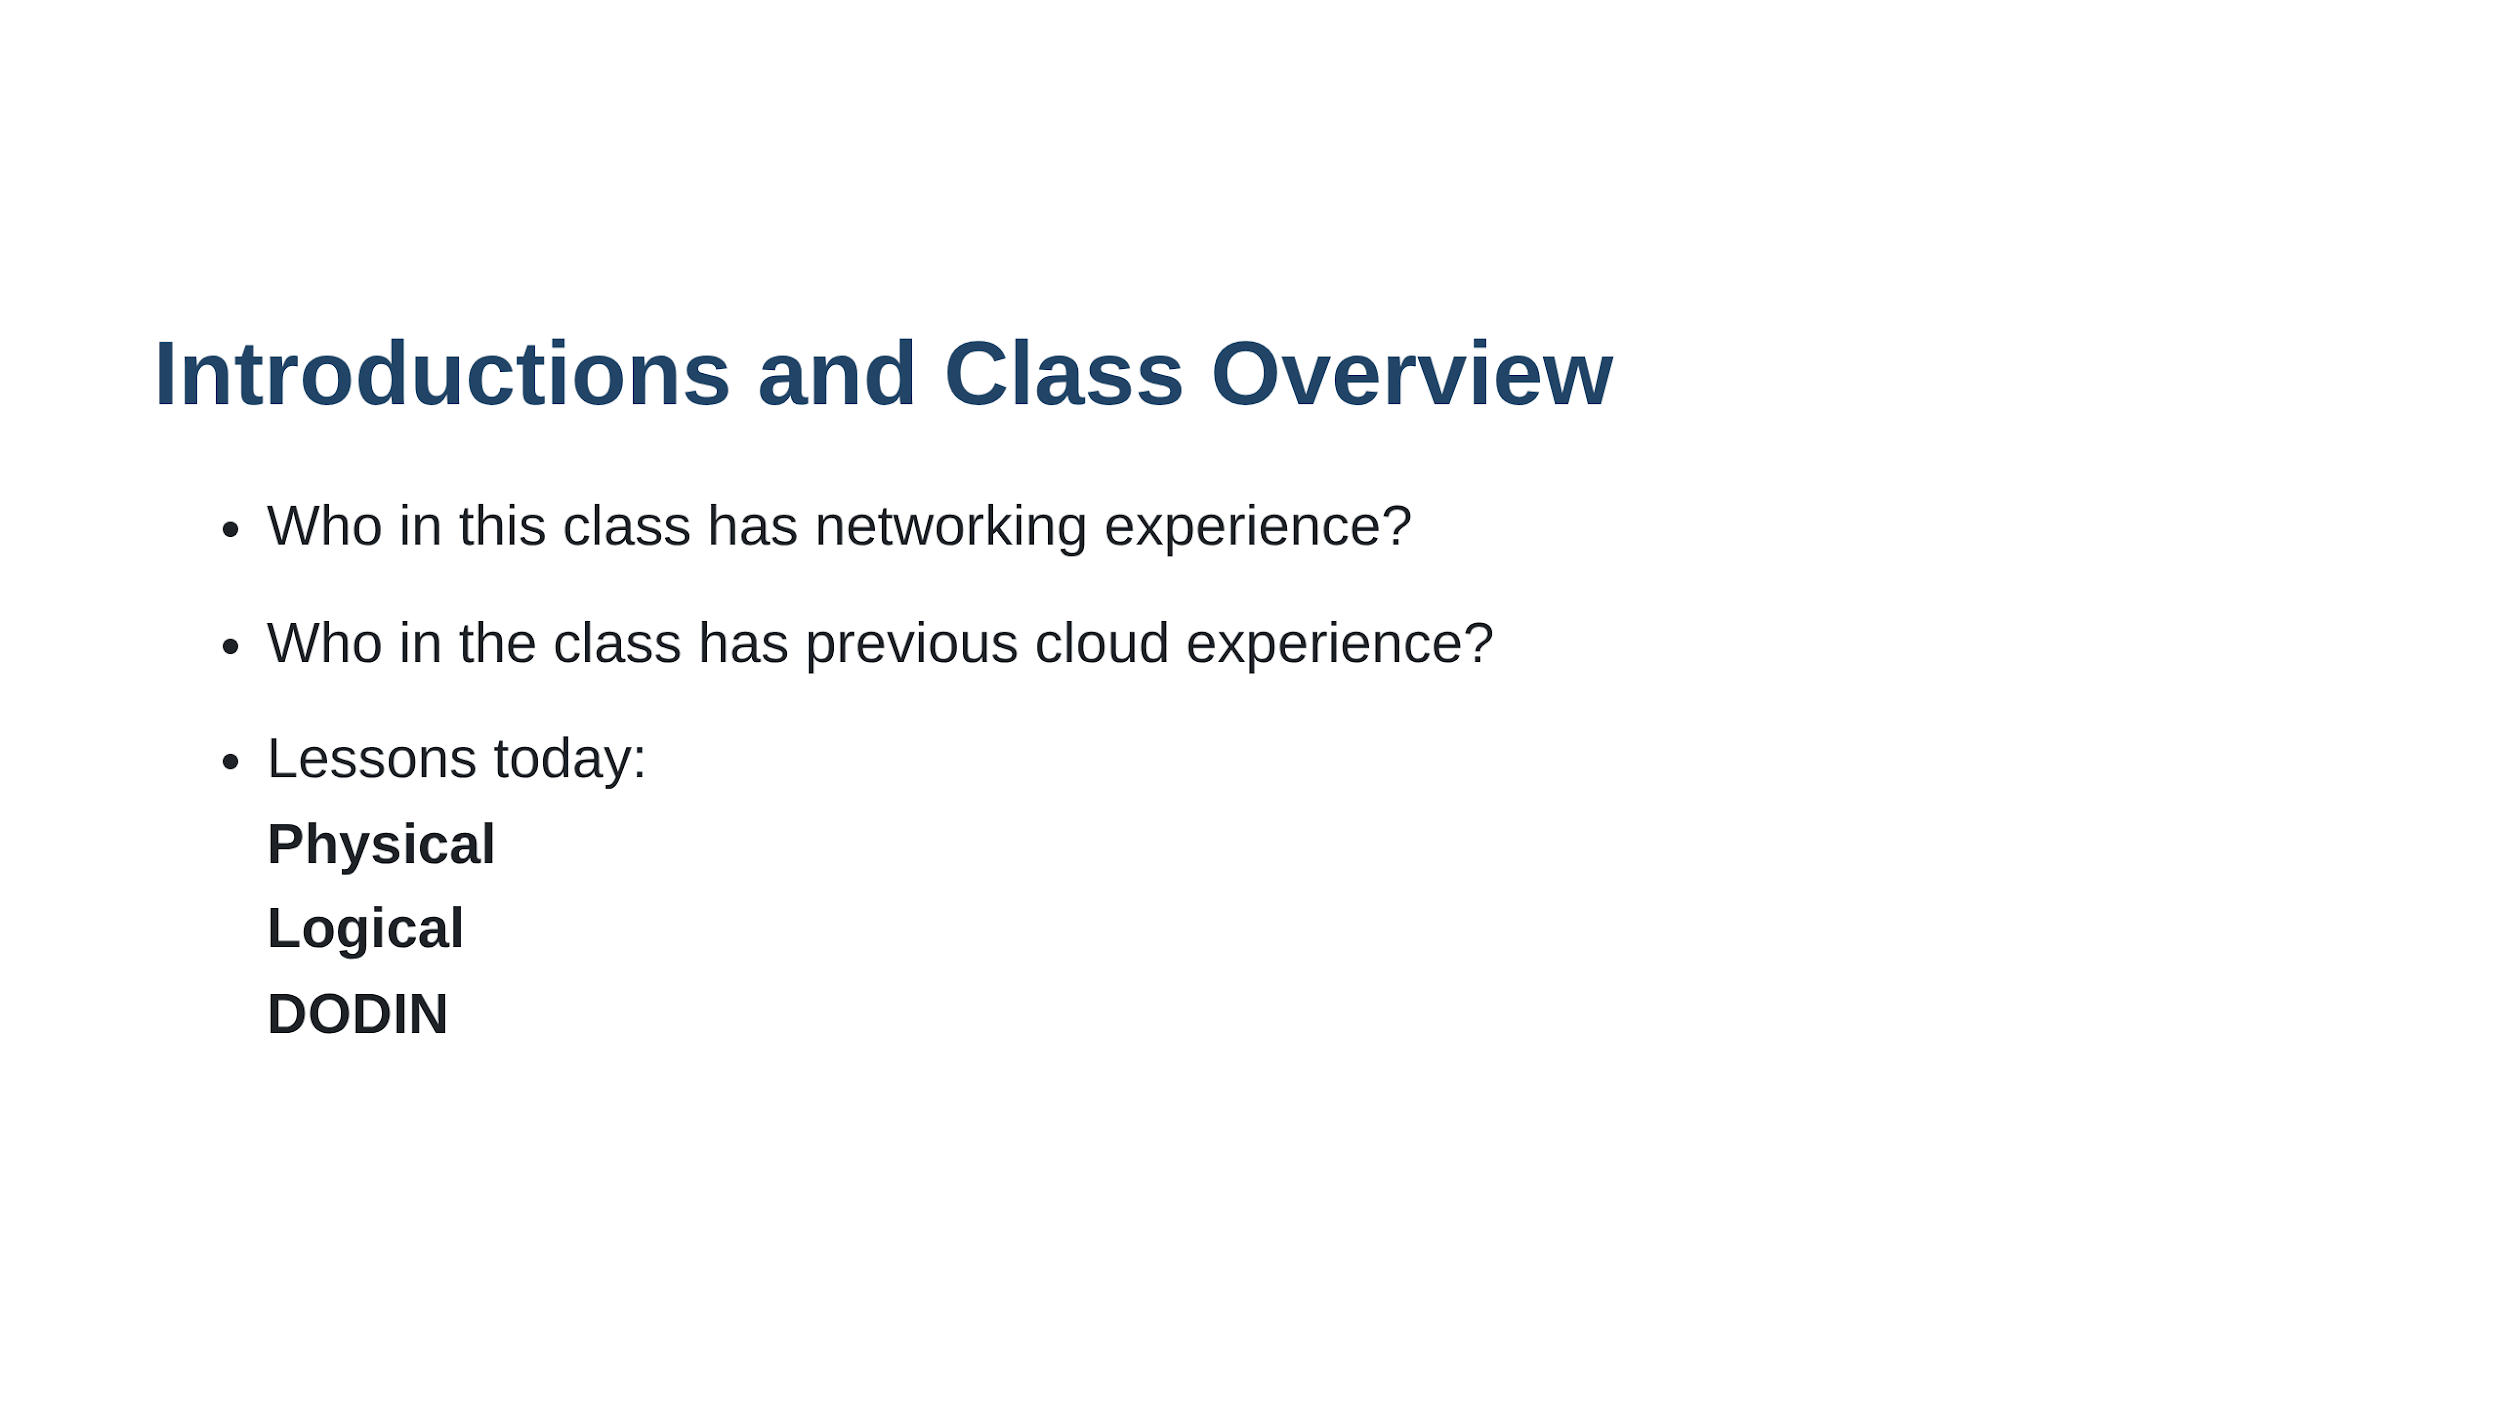 Introductions and Class Overview
• Who in this class has networking experience?
• Who in the class has previous cloud experience?
• Lessons today:
Physical
Logical
DODIN